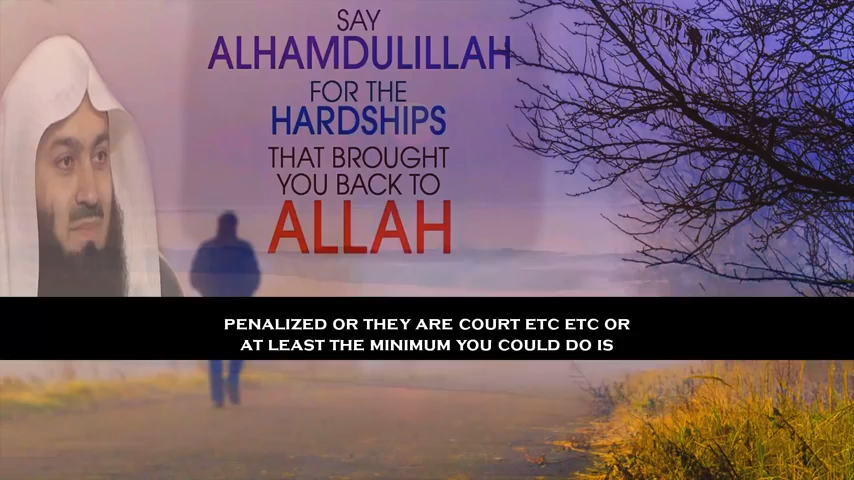 SAY
ALHAMDULILLAH
FOR THE
HARDSHIPS
THAT BROUGHT
YOU BACK TO
ALLAH
PENALIZED OR THEY ARE COURT ETC ETC OR
AT LEAST THE MINIMUM YOU COULD DO IS